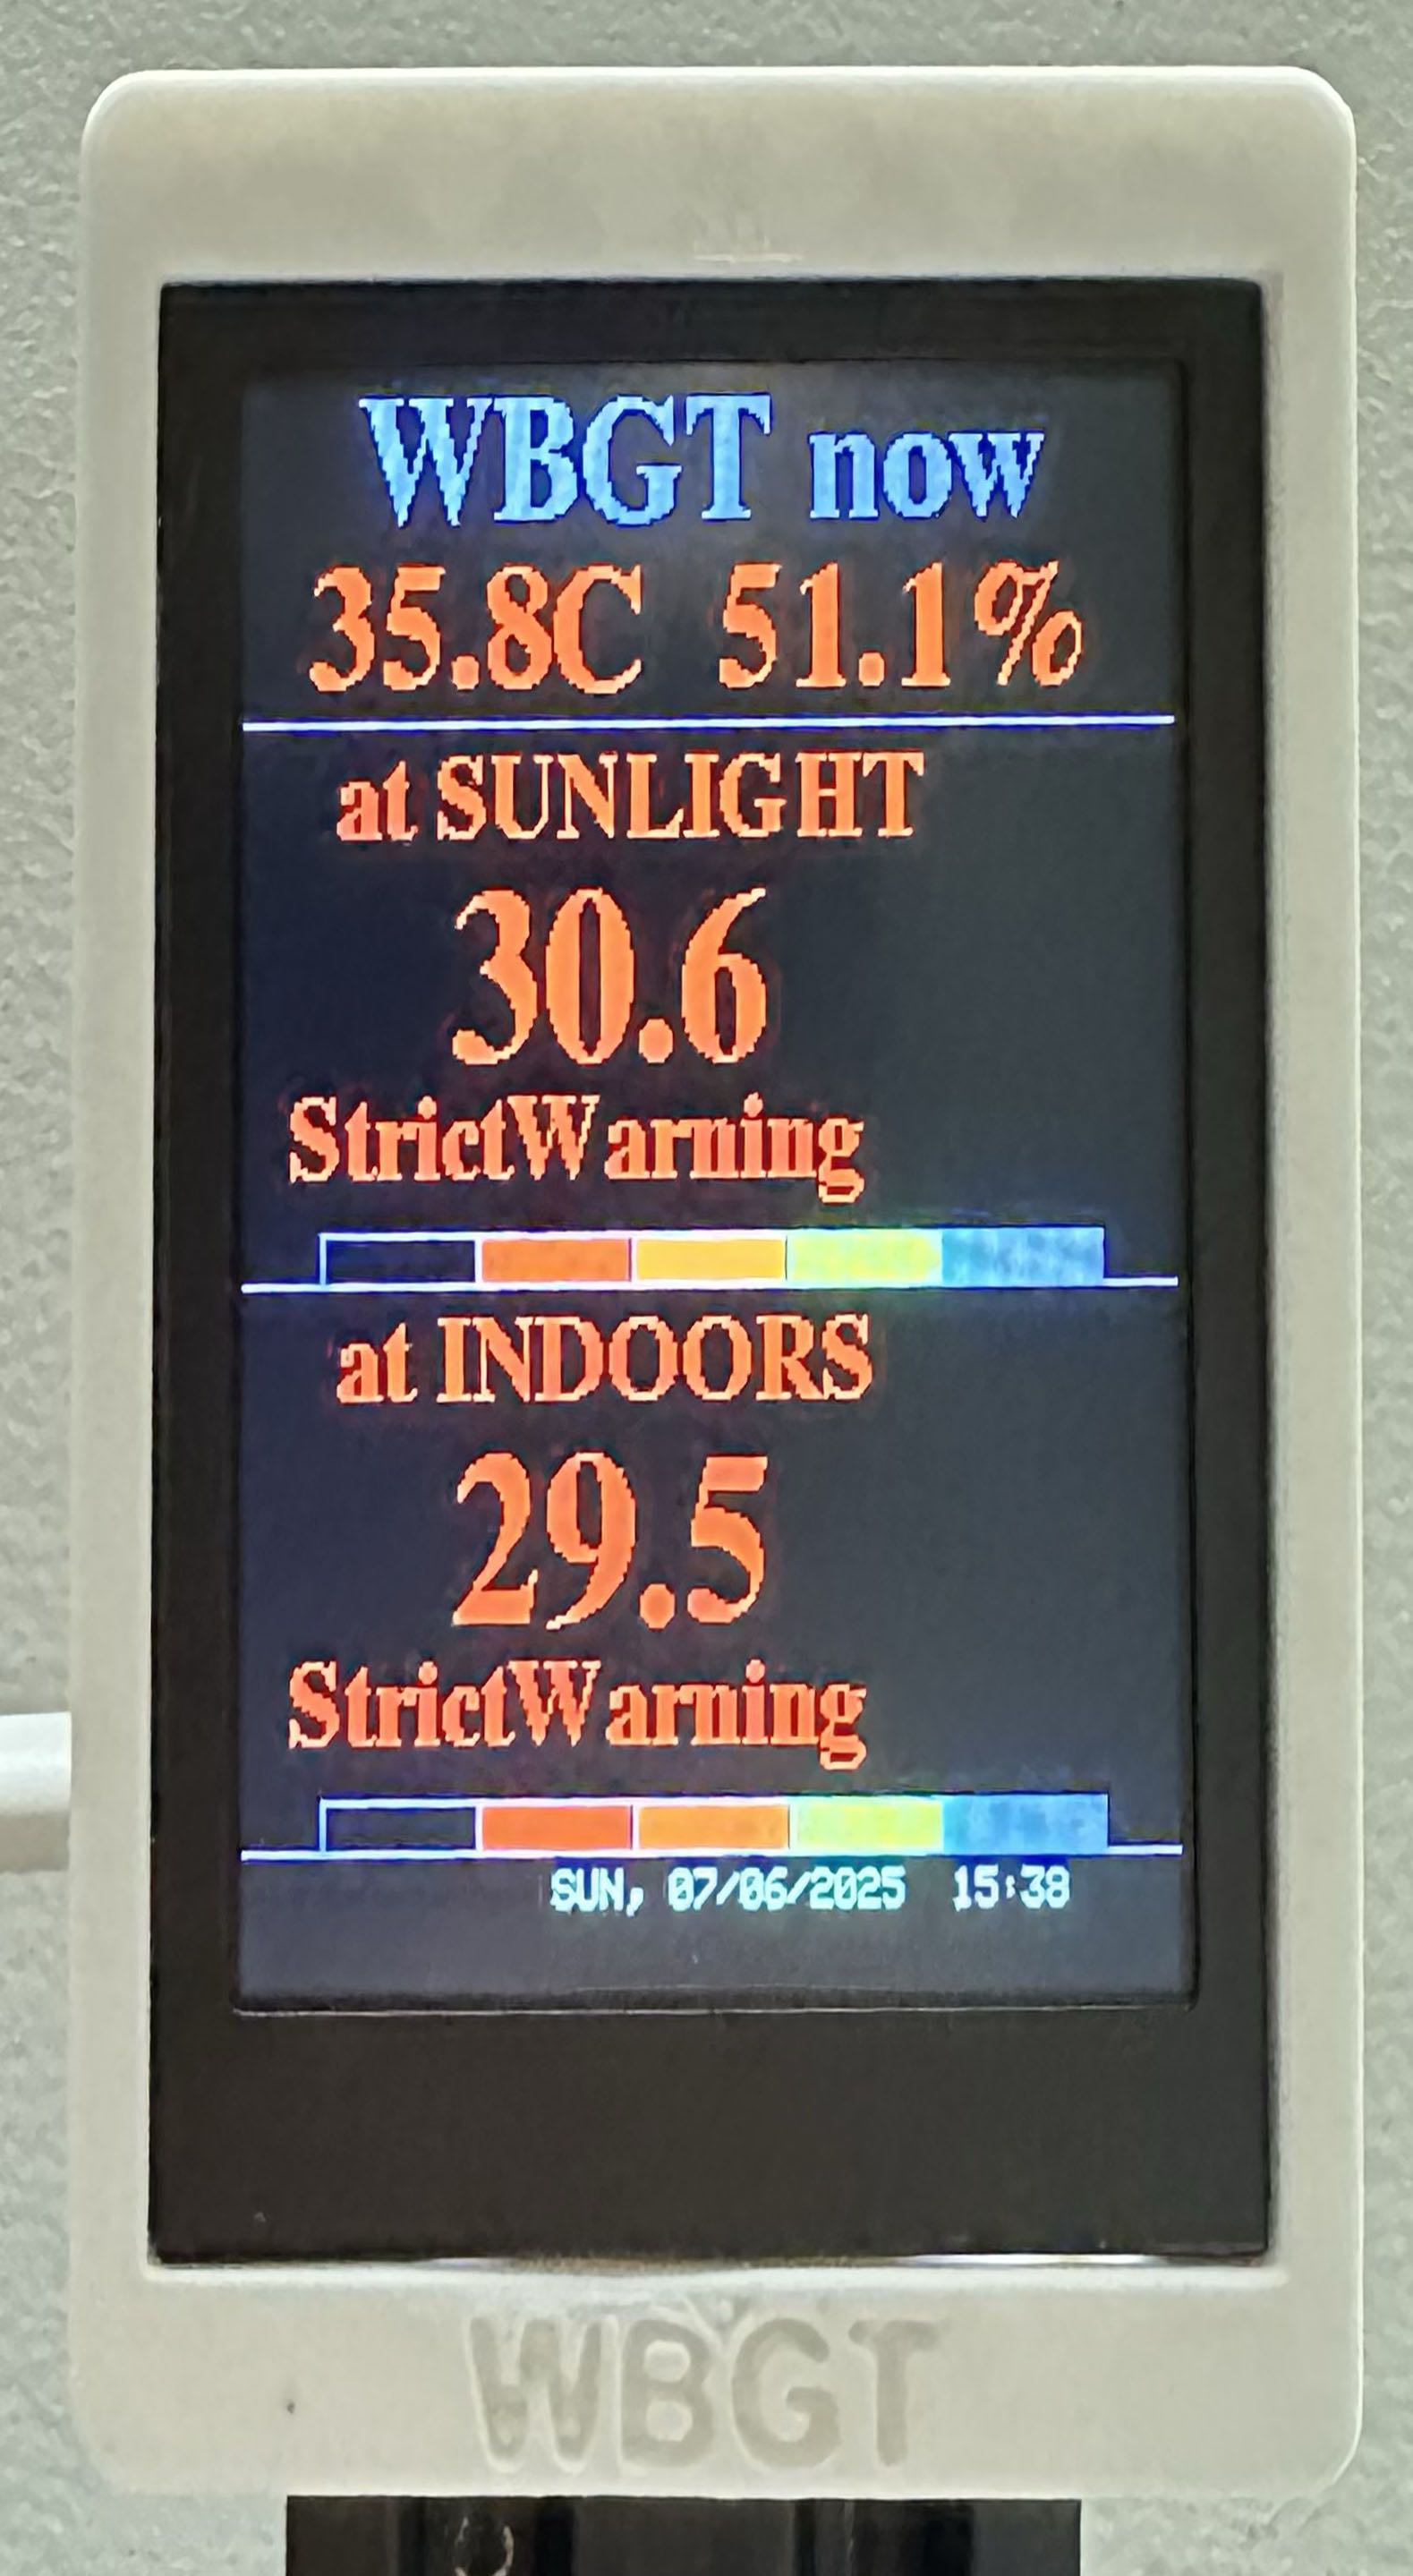 WBGT now
35.8C 51.1%
at SUNLIGHT
30.6
StrictWarning
at INDOORS
29.5
StrictWarning
SUN, 07/06/2025 15:38
WBGT